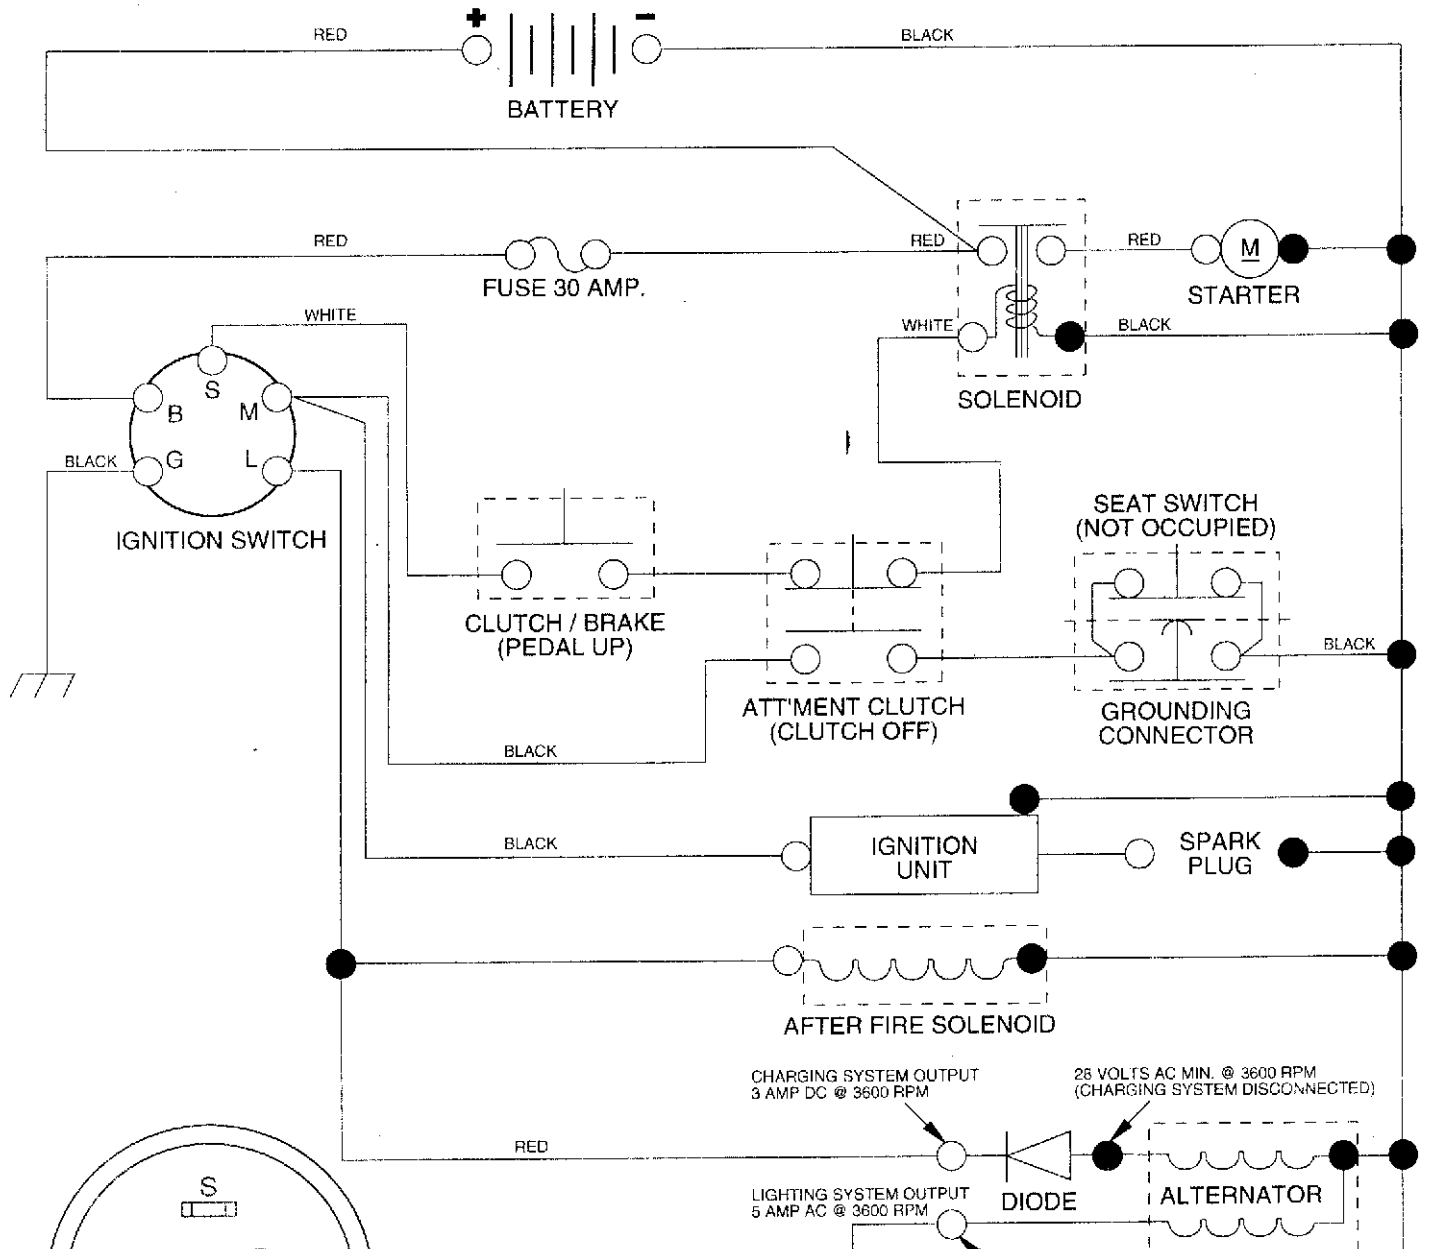 + −
RED
BLACK
BATTERY
RED
RED
RED
M
FUSE 30 AMP.
STARTER
WHITE
WHITE
BLACK
S
B
M
SOLENOID
BLACK
G
L
IGNITION SWITCH
SEAT SWITCH
(NOT OCCUPIED)
CLUTCH / BRAKE
(PEDAL UP)
BLACK
ATT'MENT CLUTCH
(CLUTCH OFF)
GROUNDING
CONNECTOR
BLACK
BLACK
IGNITION
UNIT
SPARK
PLUG
AFTER FIRE SOLENOID
CHARGING SYSTEM OUTPUT
3 AMP DC @ 3600 RPM
28 VOLTS AC MIN. @ 3600 RPM
(CHARGING SYSTEM DISCONNECTED)
RED
DIODE
ALTERNATOR
S
LIGHTING SYSTEM OUTPUT
5 AMP AC @ 3600 RPM